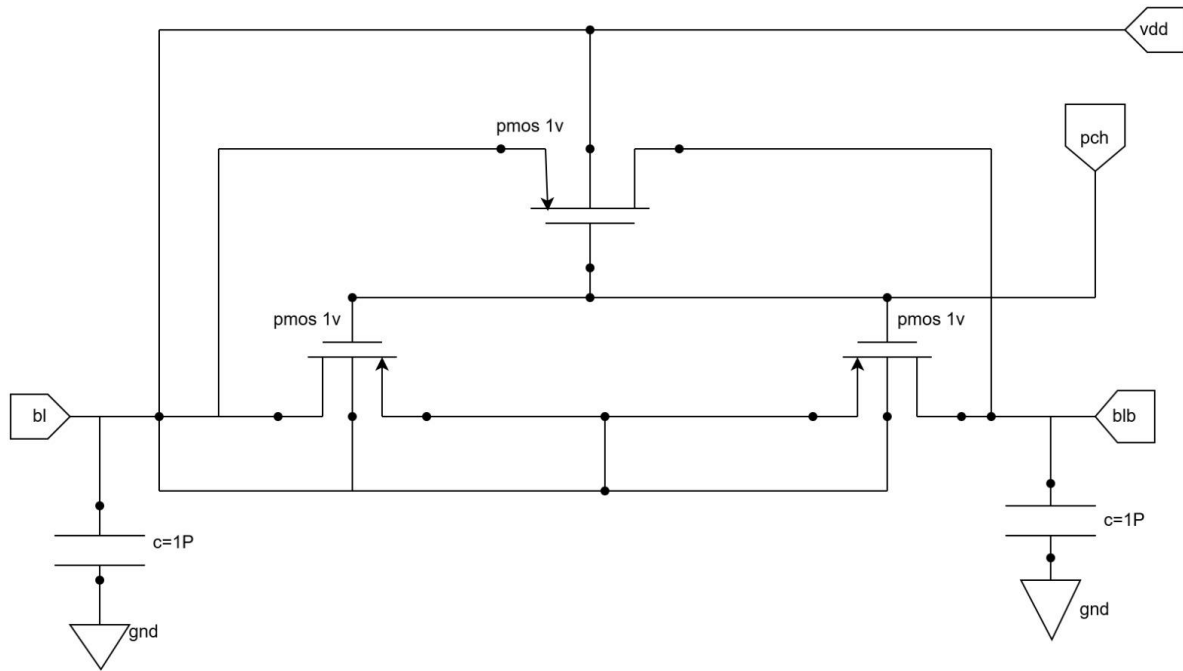 vdd
pmos 1v
pch
pmos 1v
pmos 1v
bl
blb
c=1P
c=1P
gnd
gnd